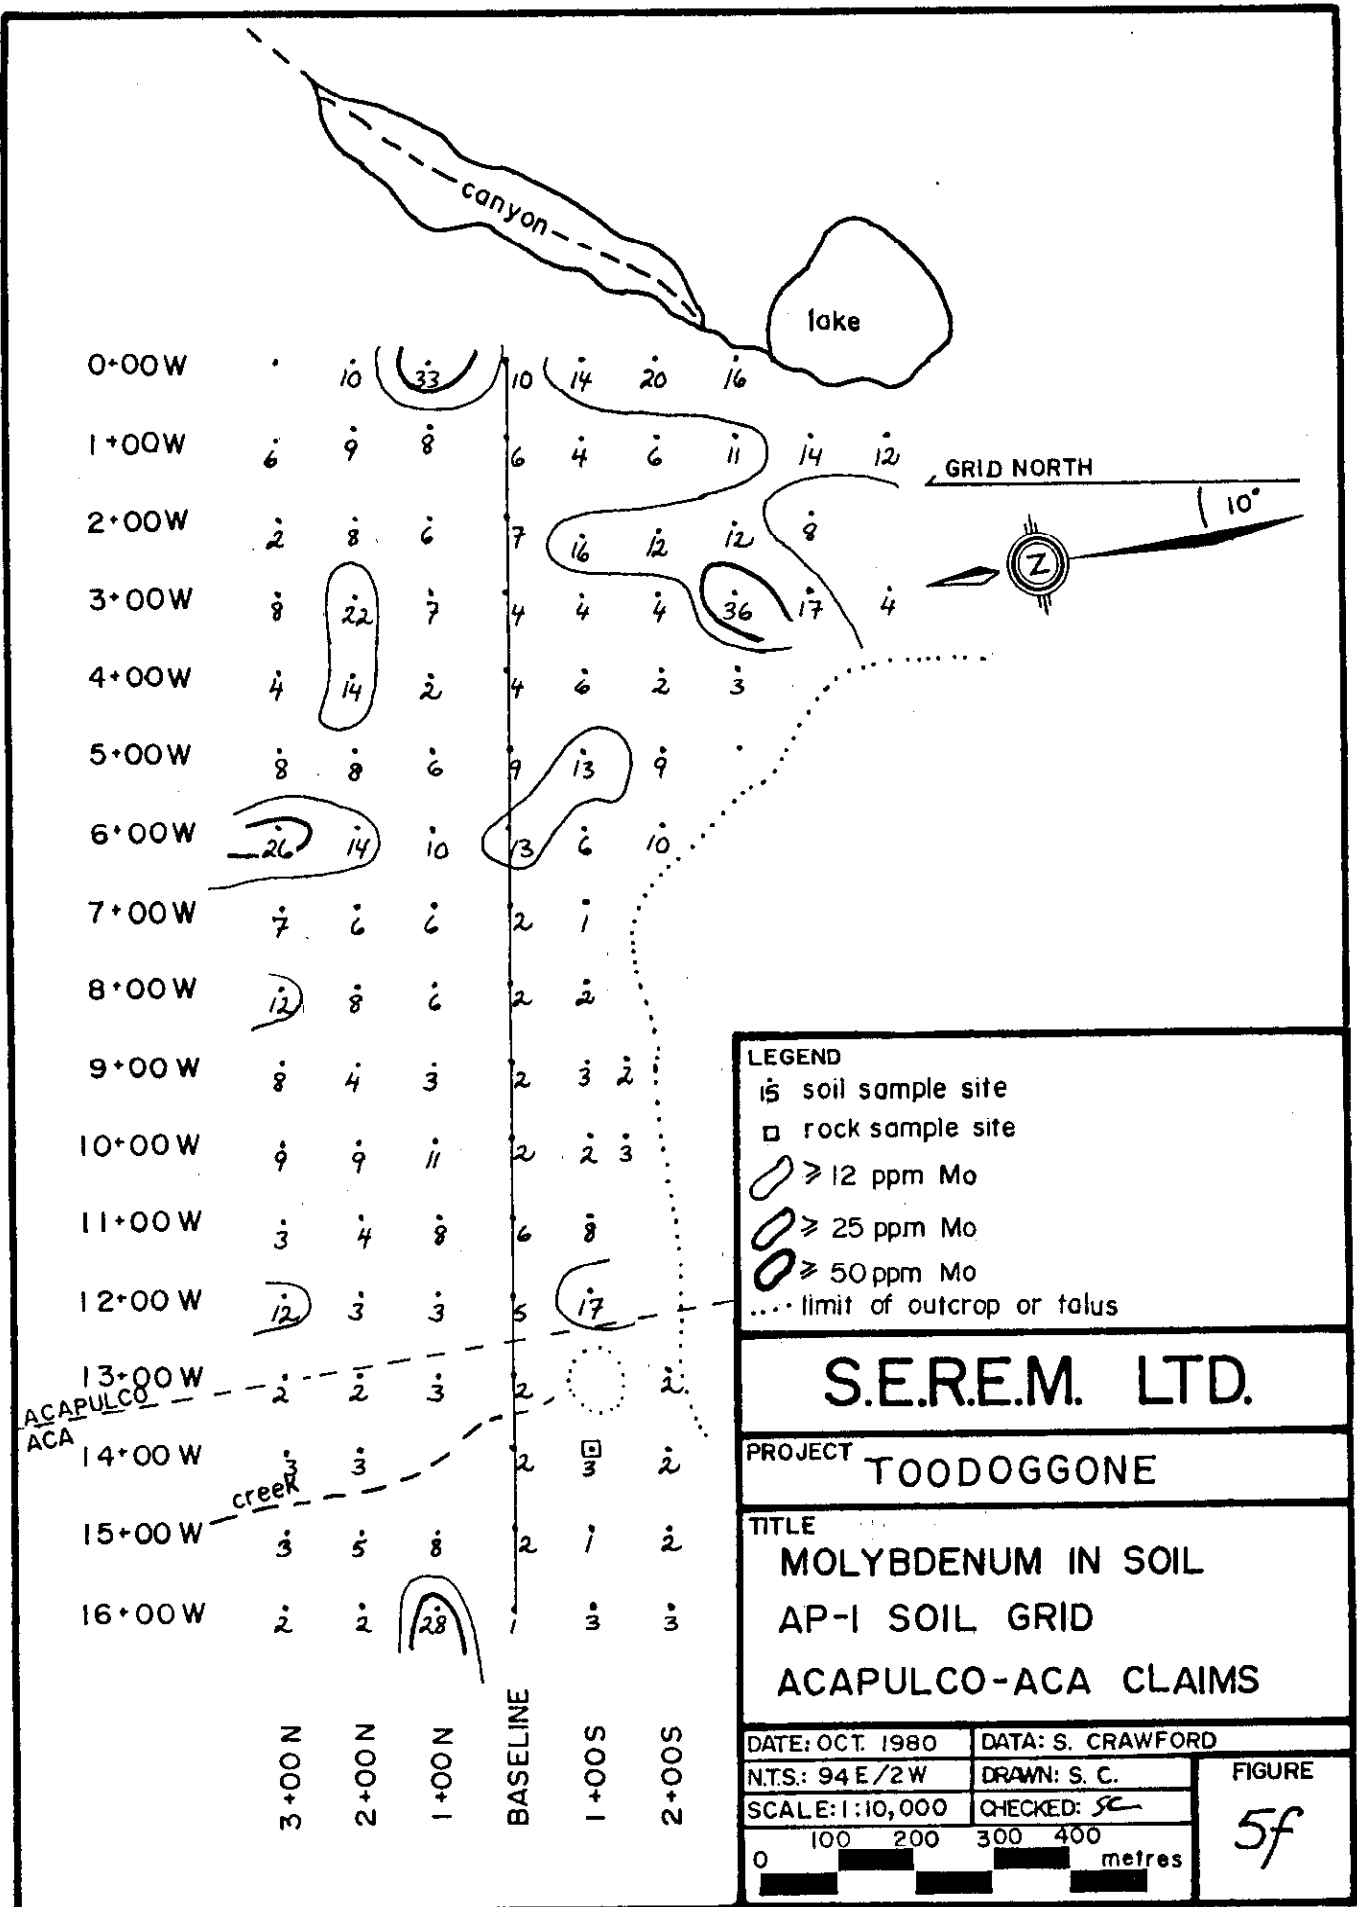 canyon
lake
0+00W 10 33 10 14 20 16
1+00W 6 9 8 6 4 6 11 14 12
GRID NORTH
10°
2+00W 2 8 6 7 16 12 12 8
Z
3+00W 8 22 7 4 4 4 36 17 4
4+00W 4 14 2 4 6 2 3
5+00W 8 8 6 9 13 9
6+00W 26 14 10 13 6 10
7+00W 7 6 6 2 1
8+00W 12 8 6 2 2
9+00W 8 4 3 2 3 2
10+00W 9 9 11 2 2 3
11+00W 3 4 8 6 8
12+00W 12 3 3 5 17
13+00W 2 2 3 2 2
ACAPULCO
ACA
14+00W 3 3 2 3 2
creek
15+00W 3 5 8 2 1 2
16+00W 2 2 28 1 3 3
3+00N
2+00N
1+00N
BASELINE
1+00S
2+00S
LEGEND
15 soil sample site
rock sample site
≥ 12 ppm Mo
≥ 25 ppm Mo
≥ 50 ppm Mo
.... limit of outcrop or talus
S.E.R.E.M. LTD.
PROJECT TOODOGGONE
TITLE
MOLYBDENUM IN SOIL
AP-1 SOIL GRID
ACAPULCO-ACA CLAIMS
DATE: OCT. 1980 DATA: S. CRAWFORD
N.T.S.: 94E/2W DRAWN: S. C.
SCALE: 1:10,000 CHECKED: SC
FIGURE
5f
0 100 200 300 400 metres